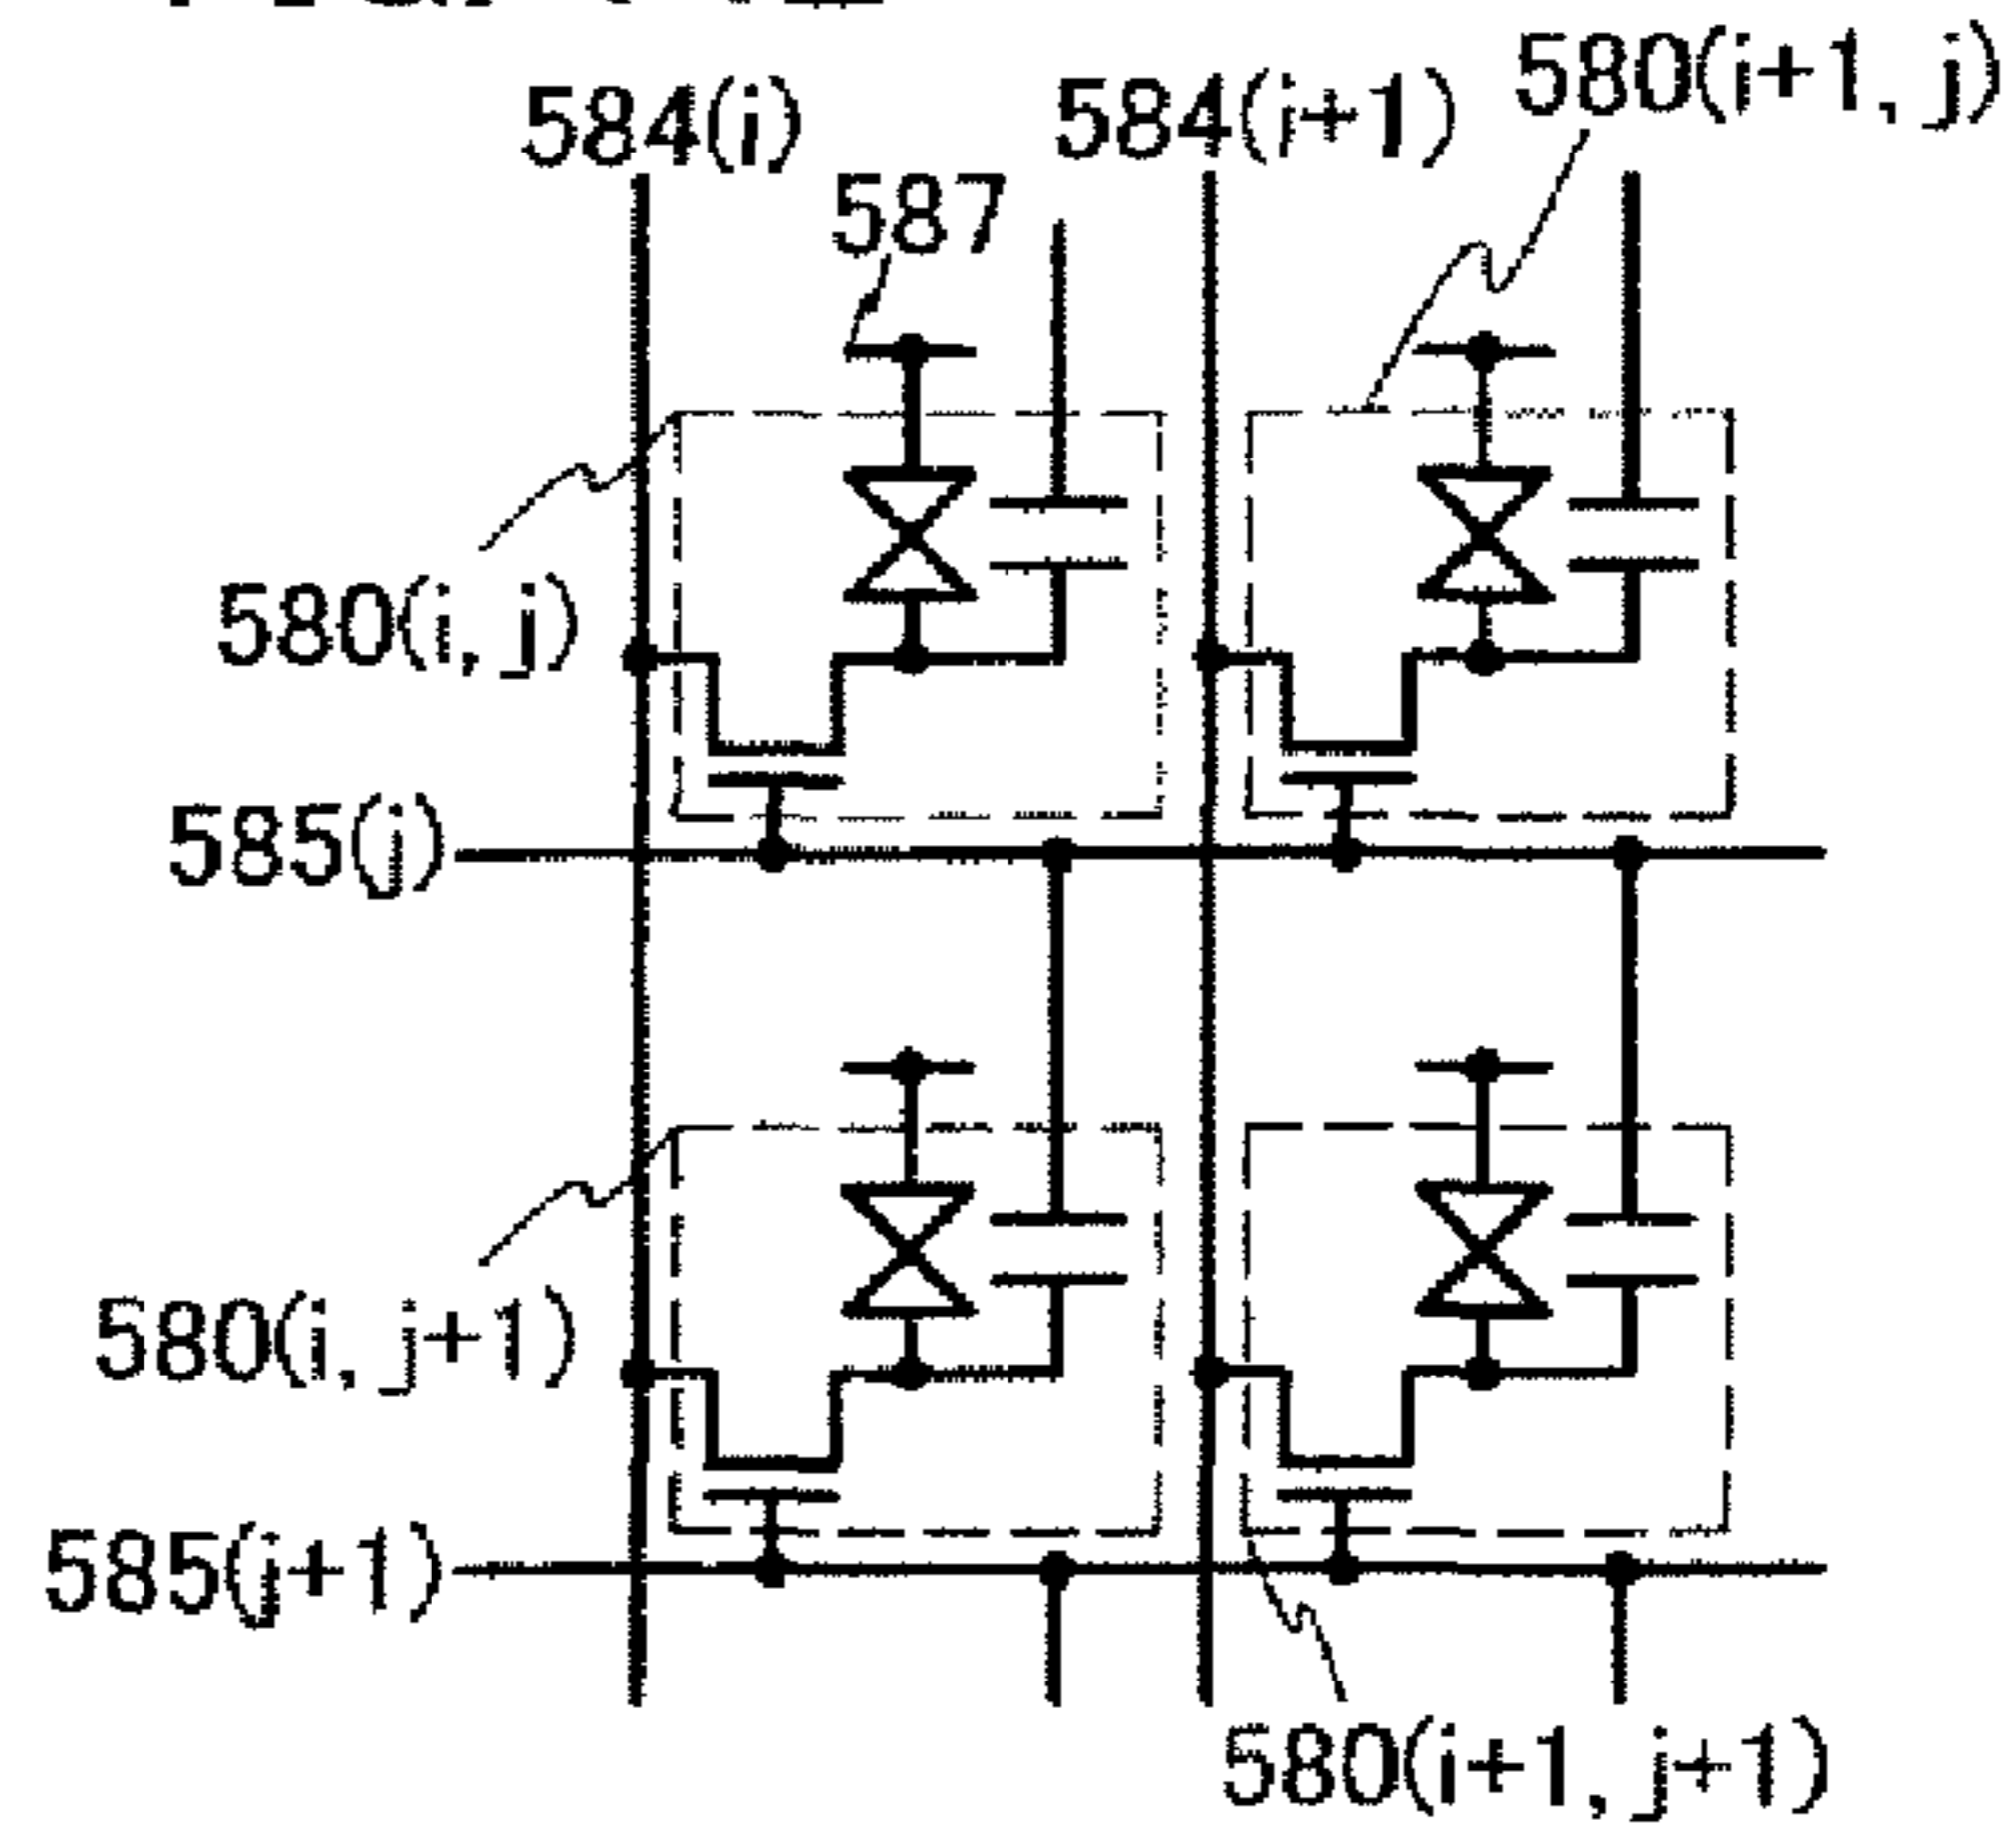 584(i)
584(i+1)
580(i+1, j)
587
580(i, j)
585(j)
580(i, j+1)
585(j+1)
580(i+1, j+1)